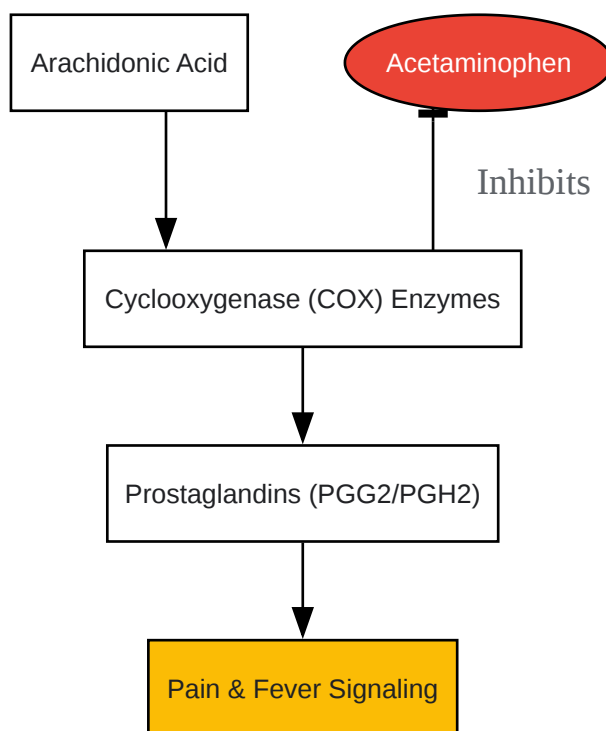 Arachidonic Acid
Acetaminophen
Inhibits
Cyclooxygenase (COX) Enzymes
Prostaglandins (PGG2/PGH2)
Pain & Fever Signaling